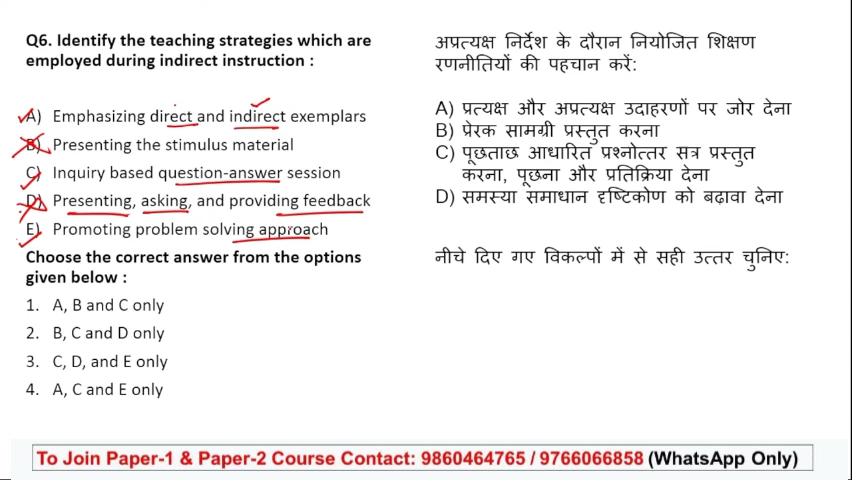 Q6. Identify the teaching strategies which are
employed during indirect instruction :
A) Emphasizing direct and indirect exemplars
B) Presenting the stimulus material
C) Inquiry based question-answer session
D) Presenting, asking, and providing feedback
E) Promoting problem solving approach
Choose the correct answer from the options
given below :
1. A, B and C only
2. B, C and D only
3. C, D, and E only
4. A, C and E only
अप्रत्यक्ष निर्देश के दौरान नियोजित शिक्षण
रणनीतियों की पहचान करें:
A) प्रत्यक्ष और अप्रत्यक्ष उदाहरणों पर जोर देना
B) प्रेरक सामग्री प्रस्तुत करना
C) पूछताछ आधारित प्रश्नोत्तर सत्र प्रस्तुत
करना, पूछना और प्रतिक्रिया देना
D) समस्या समाधान दृष्टिकोण को बढ़ावा देना
नीचे दिए गए विकल्पों में से सही उत्तर चुनिए:
To Join Paper-1 & Paper-2 Course Contact: 9860464765 / 9766066858 (WhatsApp Only)